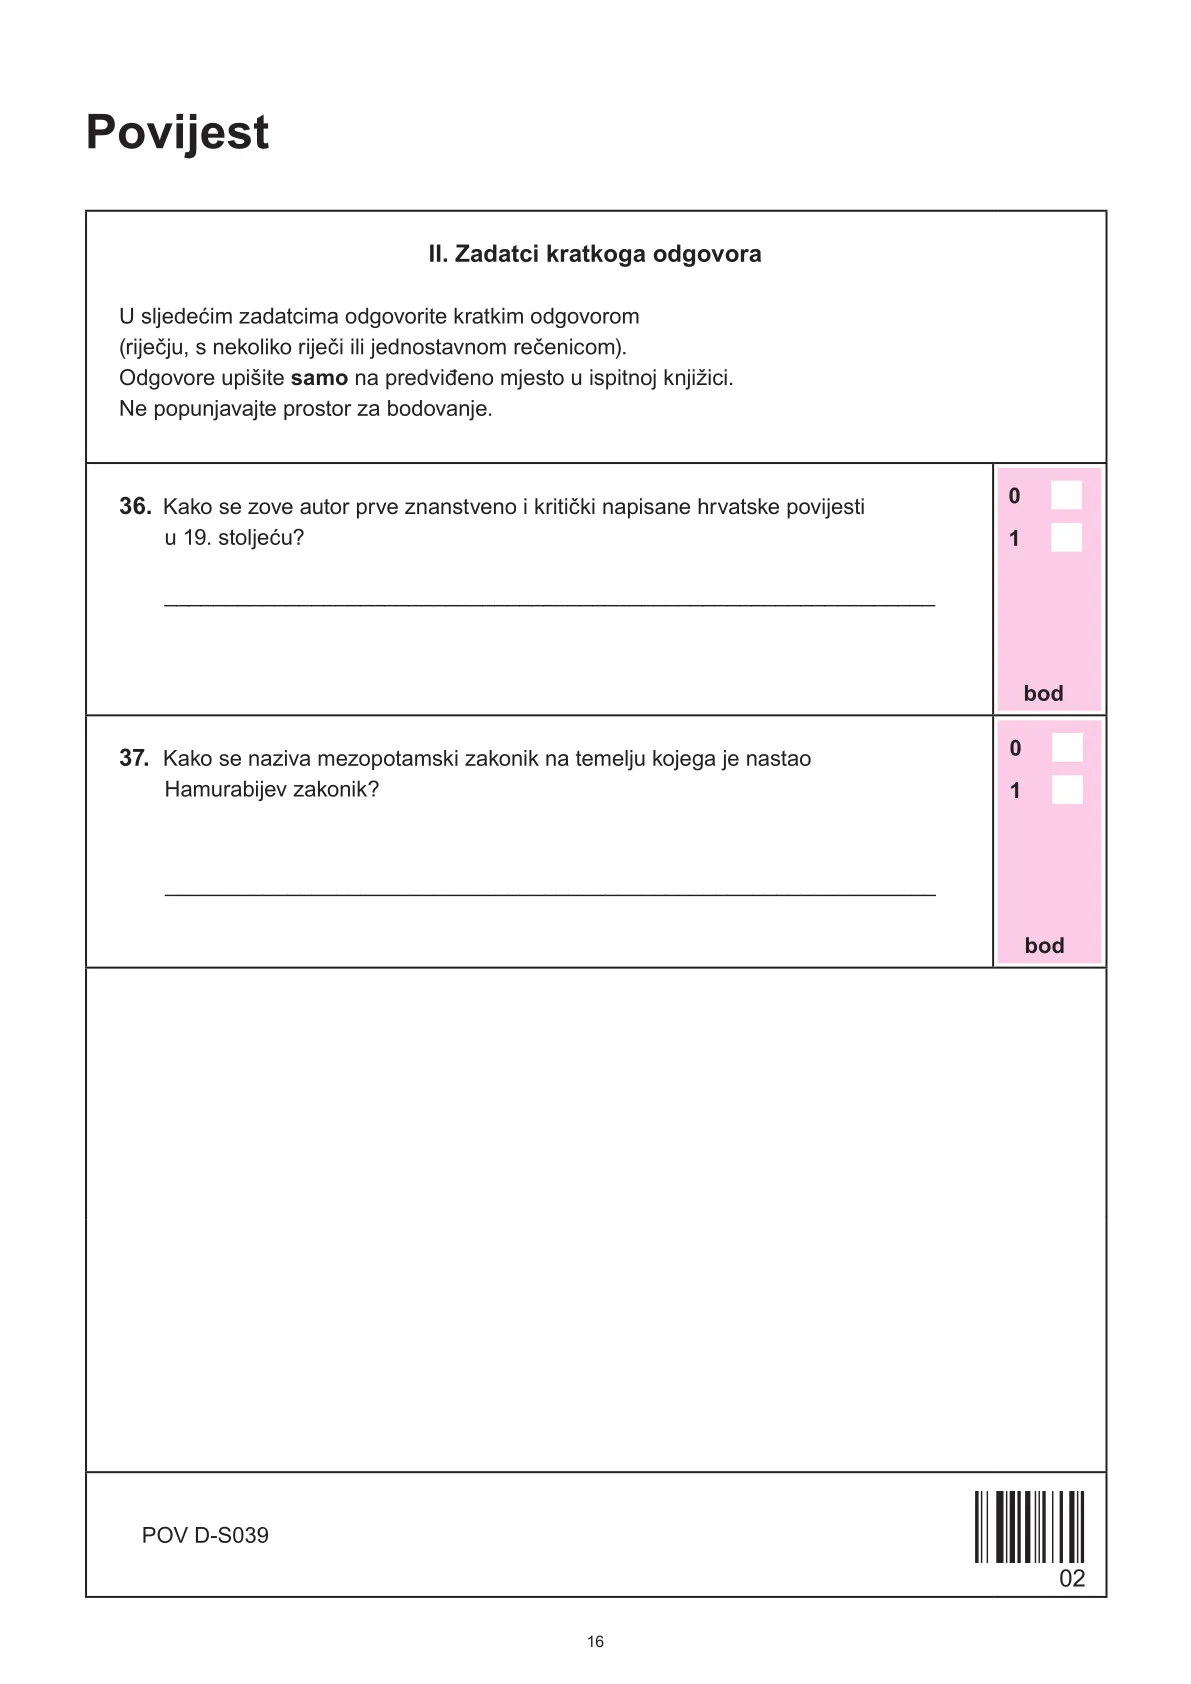 Povijest
II. Zadatci kratkoga odgovora
U sljedećim zadatcima odgovorite kratkim odgovorom
(riječju, s nekoliko riječi ili jednostavnom rečenicom).
Odgovore upišite samo na predviđeno mjesto u ispitnoj knjižici.
Ne popunjavajte prostor za bodovanje.
36. Kako se zove autor prve znanstveno i kritički napisane hrvatske povijesti
u 19. stoljeću?
0
1
bod
37. Kako se naziva mezopotamski zakonik na temelju kojega je nastao
Hamurabijev zakonik?
0
1
bod
POV D-S039
02
16